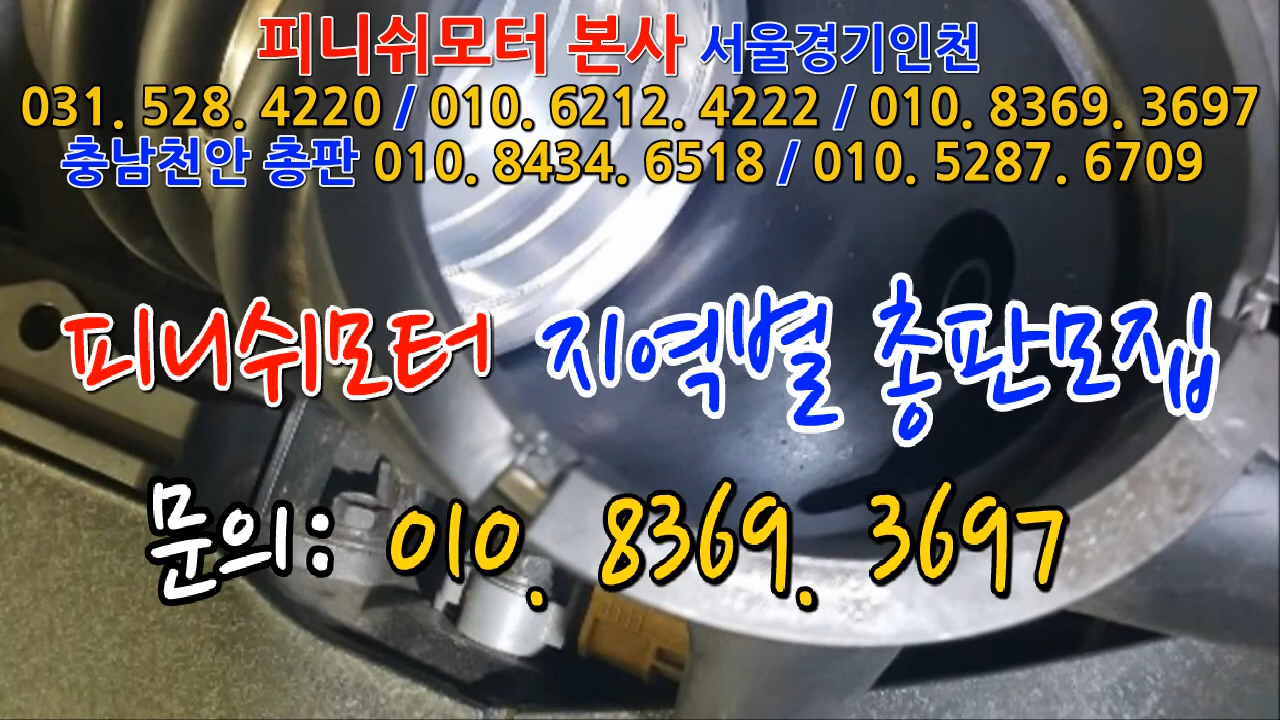 피니쉬모터 본사 서울경기인천
031. 528. 4220 / 010. 6212. 4222 / 010. 8369. 3697
충남천안 총판 010. 8434. 6518 / 010. 5287. 6709
피니쉬모터 지역별 총판모집
문의: 010. 8369. 3697